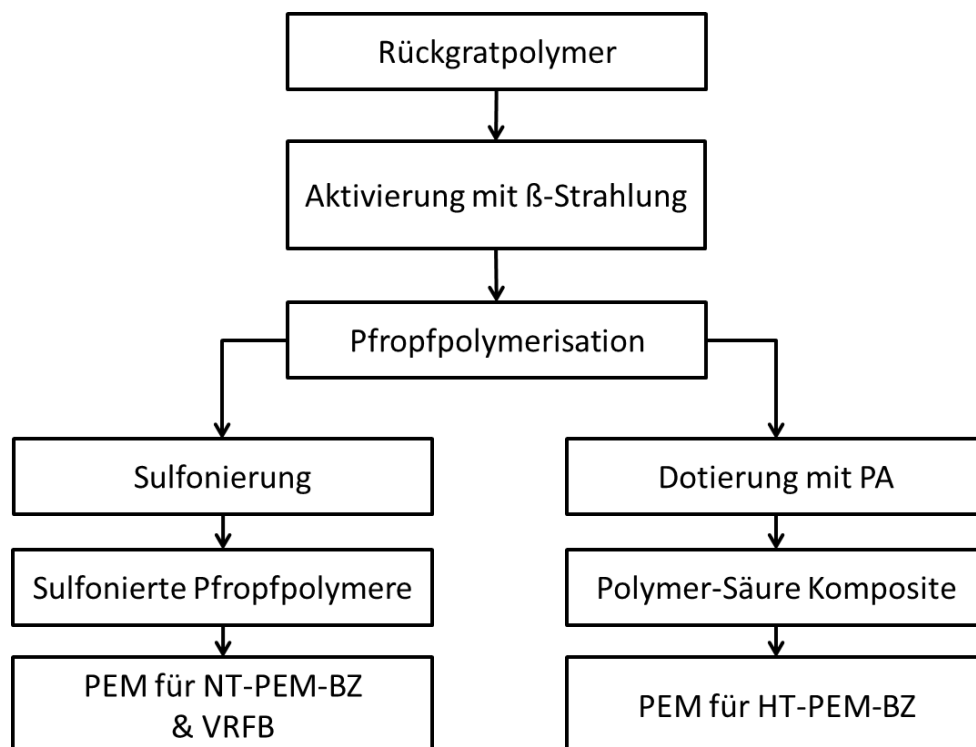 Rückgratpolymer
Aktivierung mit ß-Strahlung
Pfropfpolymerisation
Sulfonierung
Dotierung mit PA
Sulfonierte Pfropfpolymere
Polymer-Säure Komposite
PEM für NT-PEM-BZ
& VRFB
PEM für HT-PEM-BZ